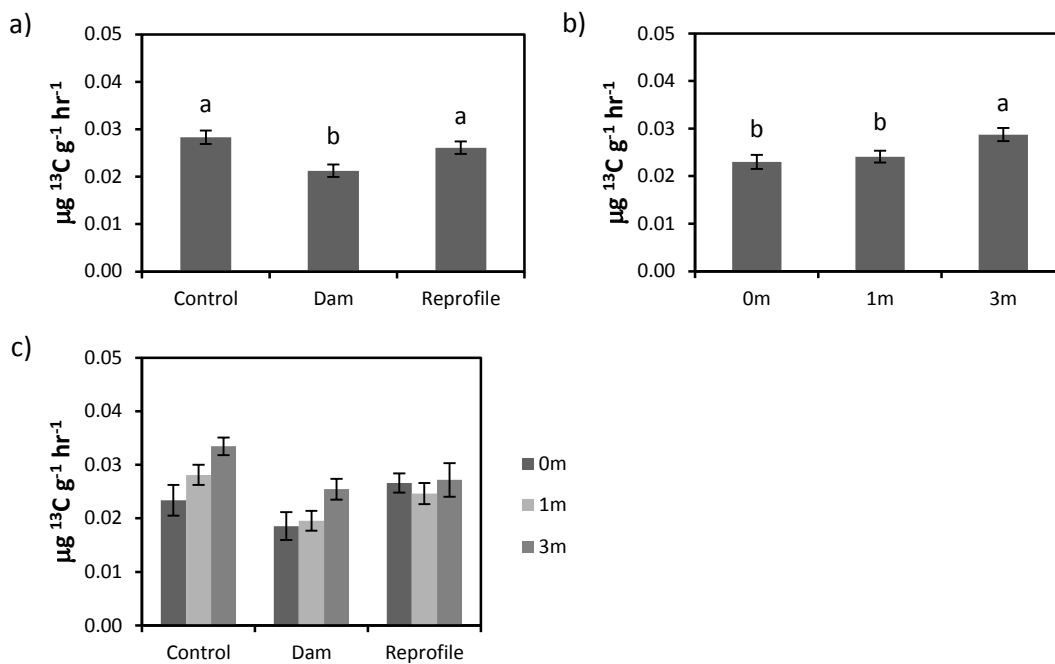 a)
µg ¹³C g⁻¹ hr⁻¹
0.05
0.04
0.03
0.02
0.01
0.00
a
b
a
Control Dam Reprofile
b)
µg ¹³C g⁻¹ hr⁻¹
0.05
0.04
0.03
0.02
0.01
0.00
b
b
a
0m 1m 3m
c)
µg ¹³C g⁻¹ hr⁻¹
0.05
0.04
0.03
0.02
0.01
0.00
Control Dam Reprofile
0m
1m
3m